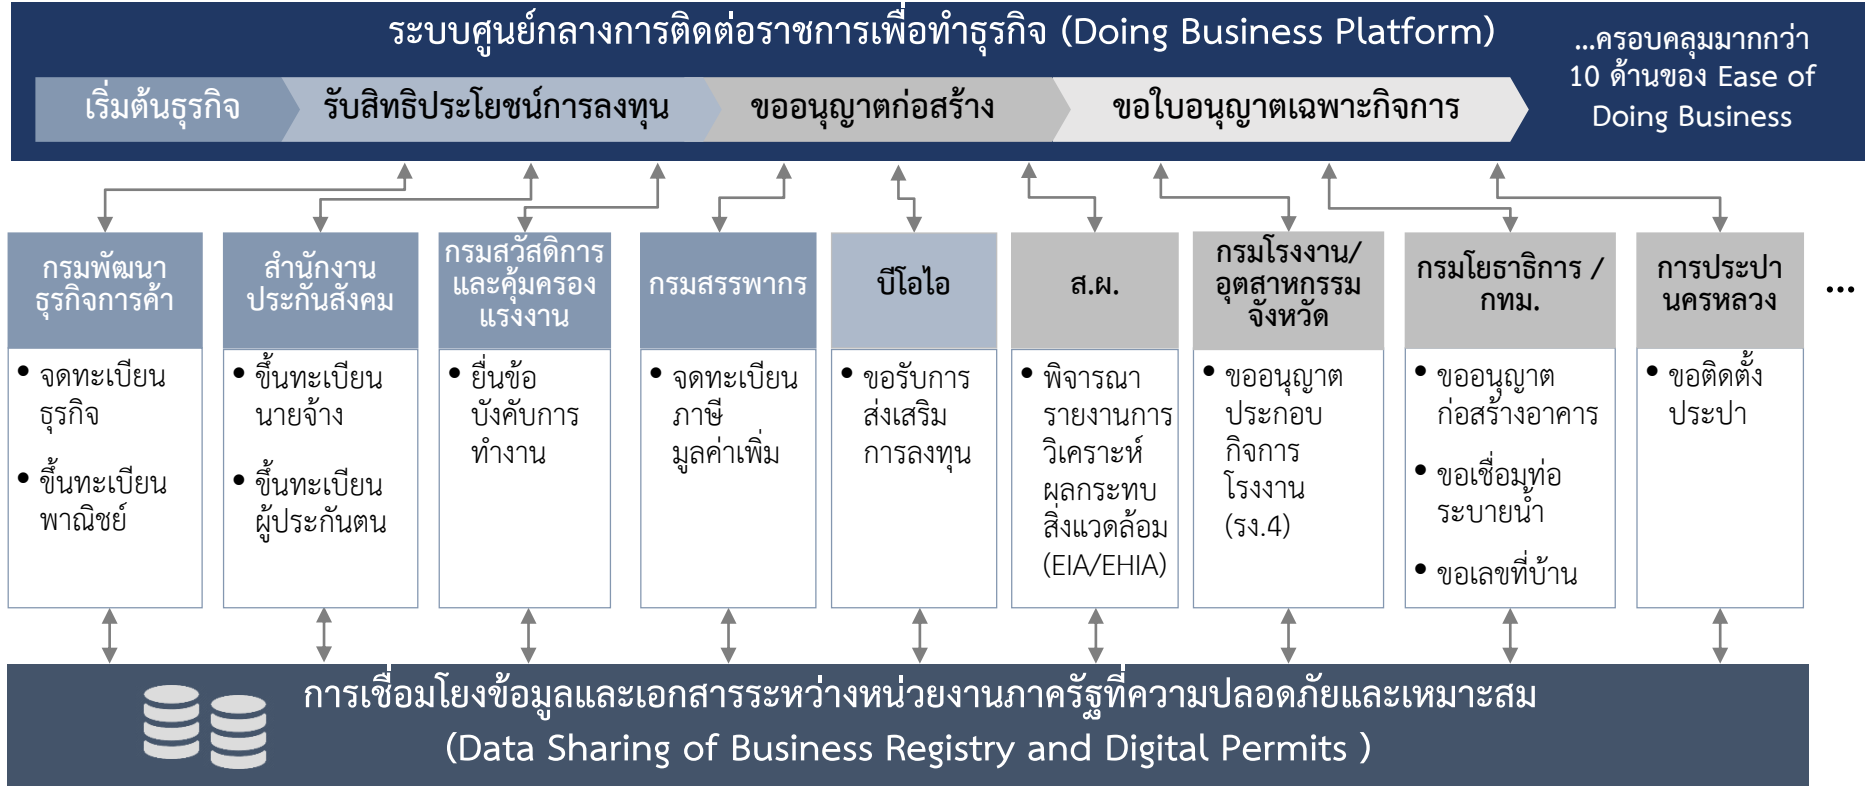 ระบบศูนย์กลางการติดต่อราชการเพื่อทำธุรกิจ (Doing Business Platform)
...ครอบคลุมมากกว่า
10 ด้านของ Ease of
Doing Business
เริ่มต้นธุรกิจ
รับสิทธิประโยชน์การลงทุน
ขออนุญาตก่อสร้าง
ขอใบอนุญาตเฉพาะกิจการ
กรมพัฒนา
ธุรกิจการค้า
• จดทะเบียน
ธุรกิจ
• ขึ้นทะเบียน
พาณิชย์
สำนักงาน
ประกันสังคม
• ขึ้นทะเบียน
นายจ้าง
• ขึ้นทะเบียน
ผู้ประกันตน
กรมสวัสดิการ
และคุ้มครอง
แรงงาน
• ยื่นข้อ
บังคับการ
ทำงาน
กรมสรรพากร
• จดทะเบียน
ภาษี
มูลค่าเพิ่ม
บีโอไอ
• ขอรับการ
ส่งเสริม
การลงทุน
ส.ผ.
• พิจารณา
รายงานการ
วิเคราะห์
ผลกระทบ
สิ่งแวดล้อม
(EIA/EHIA)
กรมโรงงาน/
อุตสาหกรรม
จังหวัด
• ขออนุญาต
ประกอบ
กิจการ
โรงงาน
(รง.4)
กรมโยธาธิการ /
กทม.
• ขออนุญาต
ก่อสร้างอาคาร
• ขอเชื่อมท่อ
ระบายน้ำ
• ขอเลขที่บ้าน
การประปา
นครหลวง
• ขอติดตั้ง
ประปา
...
การเชื่อมโยงข้อมูลและเอกสารระหว่างหน่วยงานภาครัฐที่ความปลอดภัยและเหมาะสม
(Data Sharing of Business Registry and Digital Permits )